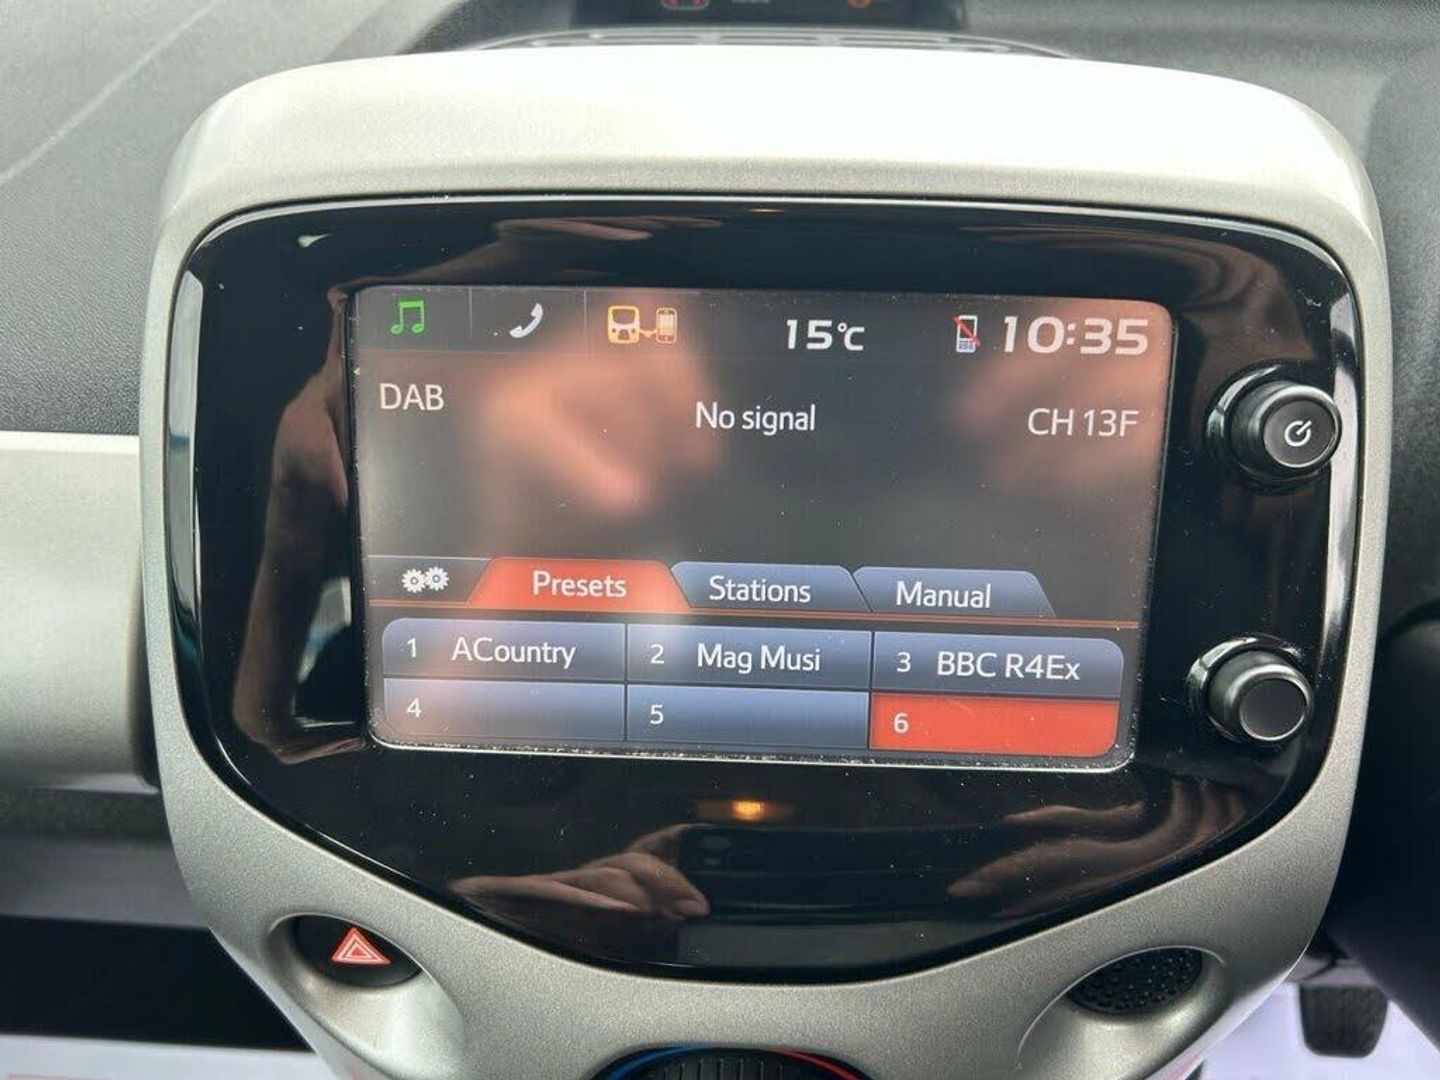 15°C 10:35
DAB No signal CH 13F
Presets Stations Manual
1 ACountry 2 Mag Musi 3 BBC R4Ex
4 5 6